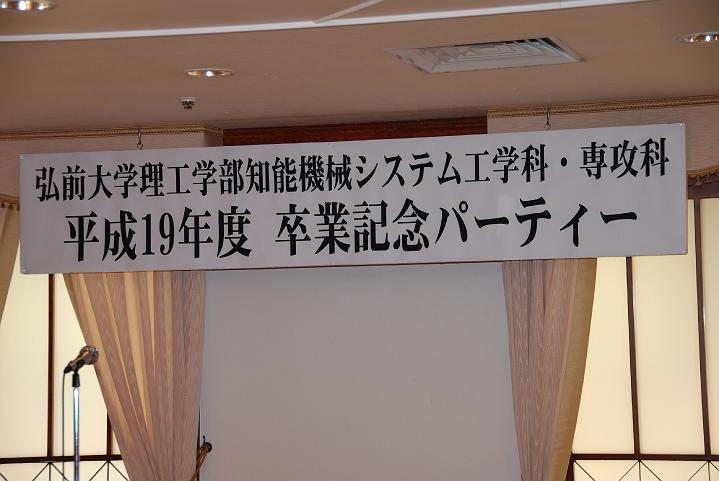 弘前大学理工学部知能機械システム工学科・専攻科
平成19年度 卒業記念パーティー